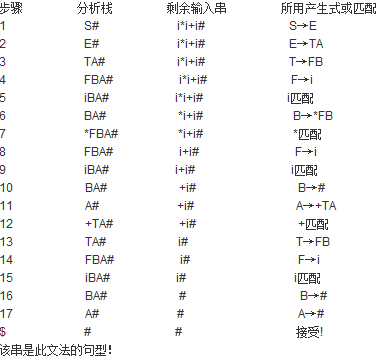 步骤 分析栈 剩余输入串 所用产生式或匹配
1 S# i*i+i# S→E
2 E# i*i+i# E→TA
3 TA# i*i+i# T→FB
4 FBA# i*i+i# F→i
5 iBA# i*i+i# i匹配
6 BA# *i+i# B→*FB
7 *FBA# *i+i# *匹配
8 FBA# i+i# F→i
9 iBA# i+i# i匹配
10 BA# +i# B→#
11 A# +i# A→+TA
12 +TA# +i# +匹配
13 TA# i# T→FB
14 FBA# i# F→i
15 iBA# i# i匹配
16 BA# # B→#
17 A# # A→#
$ # # 接受!
该串是此文法的句型!